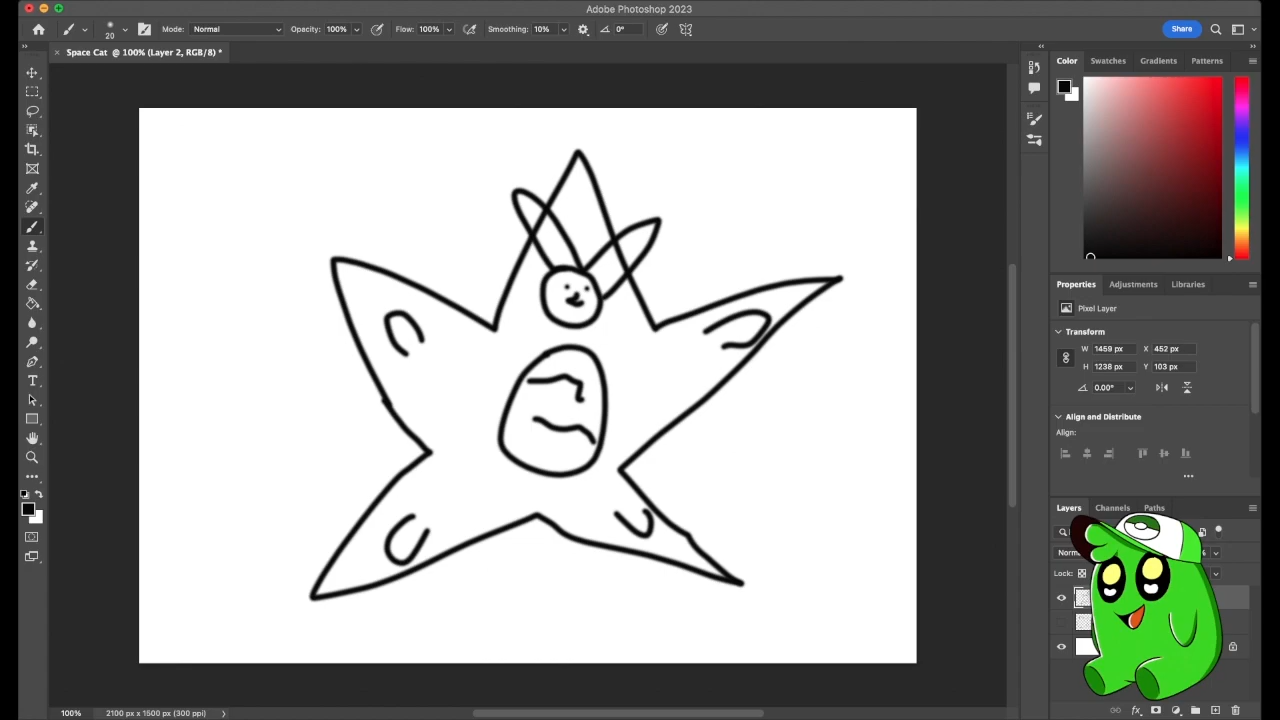 Adobe Photoshop 2023
20
Mode: Normal
Opacity: 100%
Flow: 100%
Smoothing: 10%
0°
Share
Space Cat @ 100% (Layer 2, RGB/8) *
Color Swatches Gradients Patterns
Properties Adjustments Libraries
Pixel Layer
Transform
W 1459 px X 452 px
H 1238 px Y 103 px
0.00°
Align and Distribute
Align:
Layers Channels Paths
Lock:
fx
100% 2100 px x 1500 px (300 ppi)